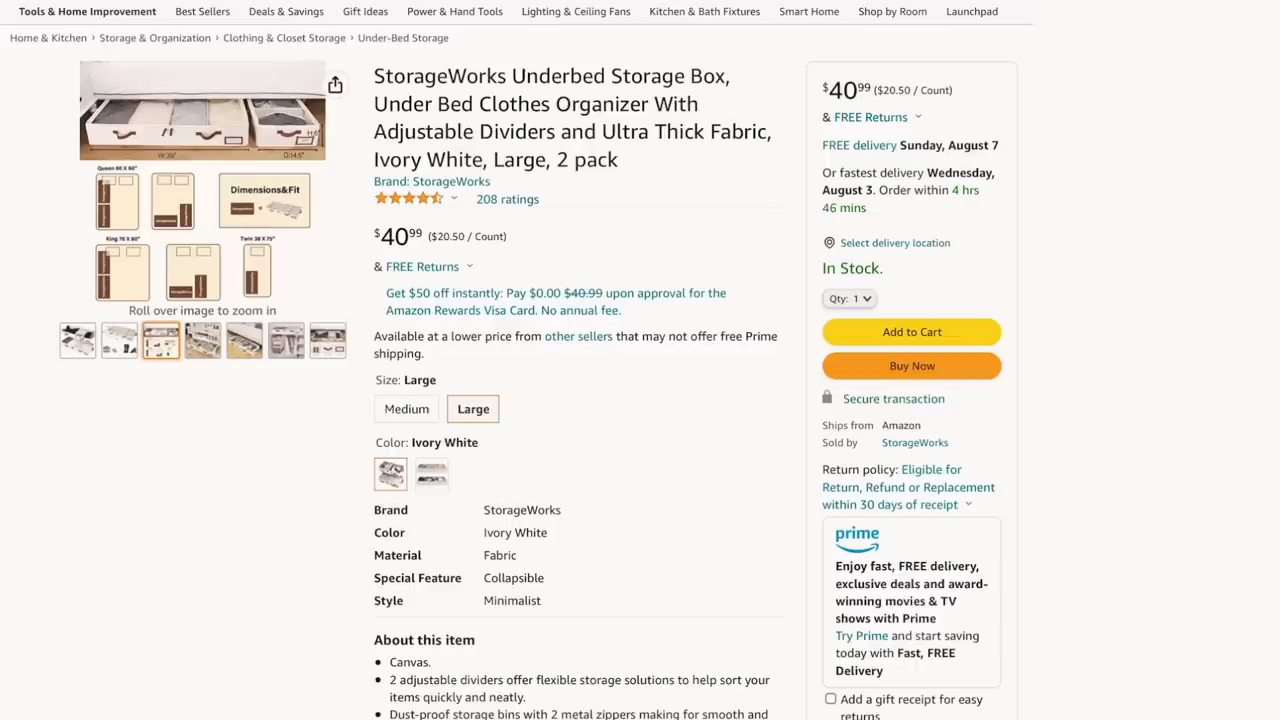 Tools & Home Improvement Best Sellers Deals & Savings Gift Ideas Power & Hand Tools Lighting & Ceiling Fans Kitchen & Bath Fixtures Smart Home Shop by Room Launchpad
Home & Kitchen › Storage & Organization › Clothing & Closet Storage › Under-Bed Storage
Queen 60 X 80"
Dimensions&Fit
King 76 X 80"
Twin 38 X 75"
Roll over image to zoom in
StorageWorks Underbed Storage Box,
Under Bed Clothes Organizer With
Adjustable Dividers and Ultra Thick Fabric,
Ivory White, Large, 2 pack
Brand: StorageWorks
208 ratings
$40.99 ($20.50 / Count)
& FREE Returns
Get $50 off instantly: Pay $0.00 $40.99 upon approval for the
Amazon Rewards Visa Card. No annual fee.
Available at a lower price from other sellers that may not offer free Prime
shipping.
Size: Large
Medium Large
Color: Ivory White
Brand StorageWorks
Color Ivory White
Material Fabric
Special Feature Collapsible
Style Minimalist
About this item
• Canvas.
• 2 adjustable dividers offer flexible storage solutions to help sort your
items quickly and neatly.
• Dust-proof storage bins with 2 metal zippers making for smooth and
$40.99 ($20.50 / Count)
& FREE Returns
FREE delivery Sunday, August 7
Or fastest delivery Wednesday,
August 3. Order within 4 hrs
46 mins
Select delivery location
In Stock.
Qty: 1
Add to Cart
Buy Now
Secure transaction
Ships from Amazon
Sold by StorageWorks
Return policy: Eligible for
Return, Refund or Replacement
within 30 days of receipt
prime
Enjoy fast, FREE delivery,
exclusive deals and award-
winning movies & TV
shows with Prime
Try Prime and start saving
today with Fast, FREE
Delivery
Add a gift receipt for easy
returns